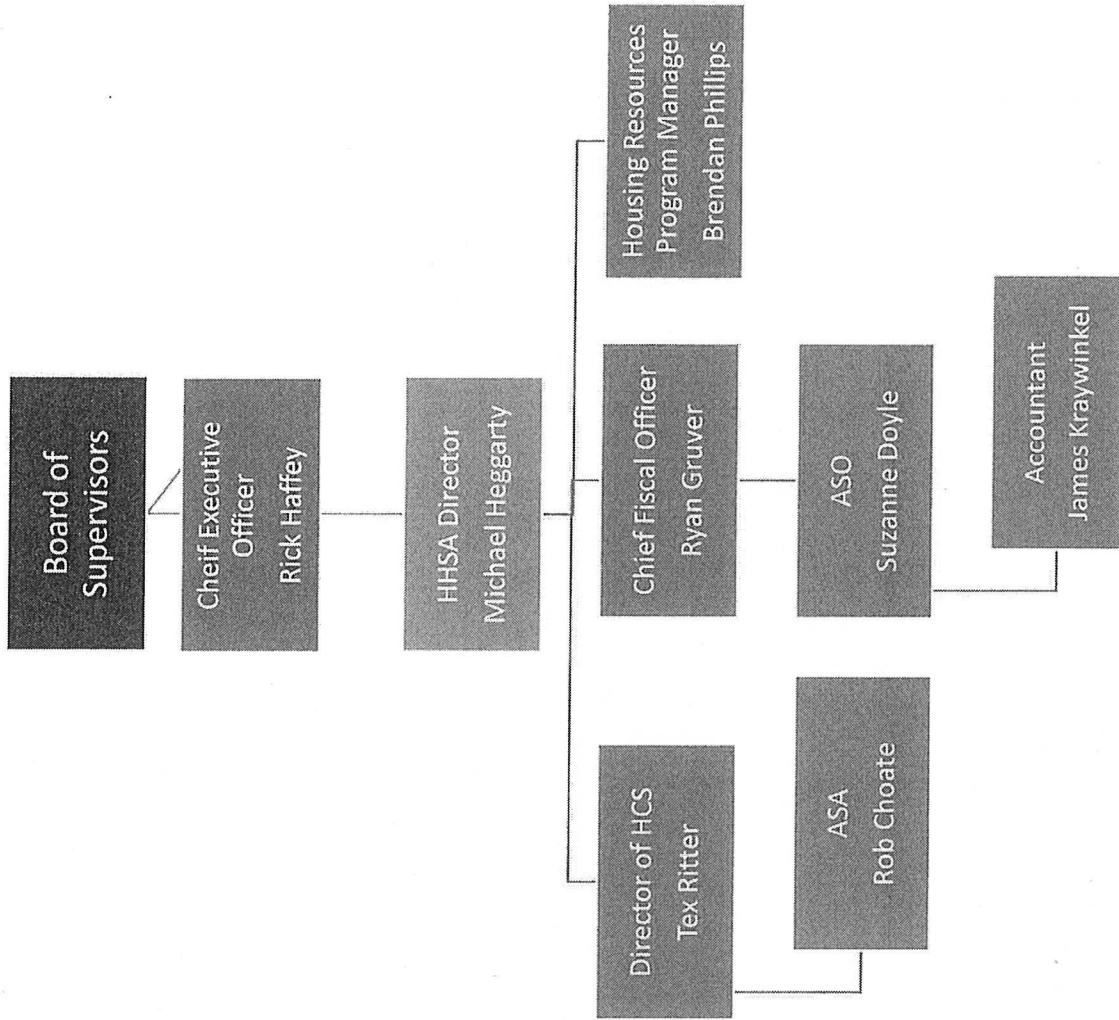 Board of
Supervisors
Cheif Executive
Officer
Rick Haffey
HHSA Director
Michael Heggarty
Director of HCS
Tex Ritter
Chief Fiscal Officer
Ryan Gruver
Housing Resources
Program Manager
Brendan Phillips
ASA
Rob Choate
ASO
Suzanne Doyle
Accountant
James Kraywinkel